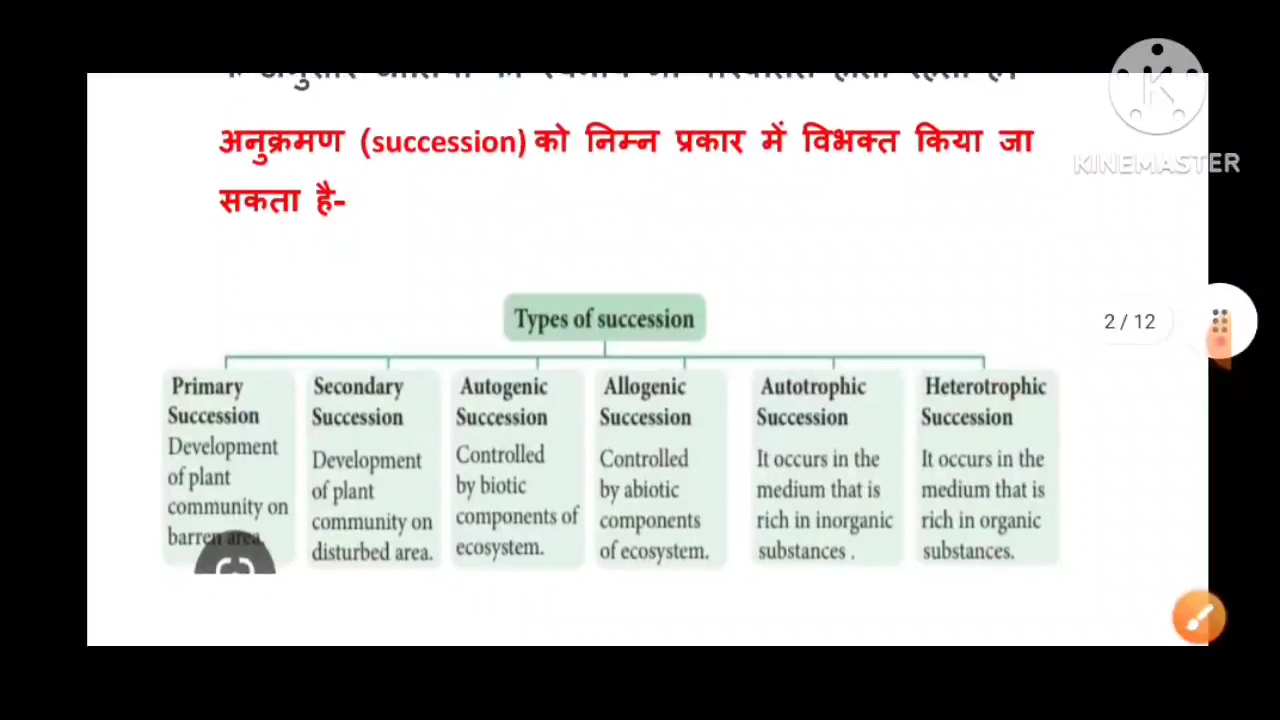 अनुक्रमण (succession) को निम्न प्रकार में विभक्त किया जा
सकता है-
KINEMASTER
2 / 12
Types of succession
Primary
Succession
Development
of plant
community on
barren area.
Secondary
Succession
Development
of plant
community on
disturbed area.
Autogenic
Succession
Controlled
by biotic
components of
ecosystem.
Allogenic
Succession
Controlled
by abiotic
components
of ecosystem.
Autotrophic
Succession
It occurs in the
medium that is
rich in inorganic
substances .
Heterotrophic
Succession
It occurs in the
medium that is
rich in organic
substances.